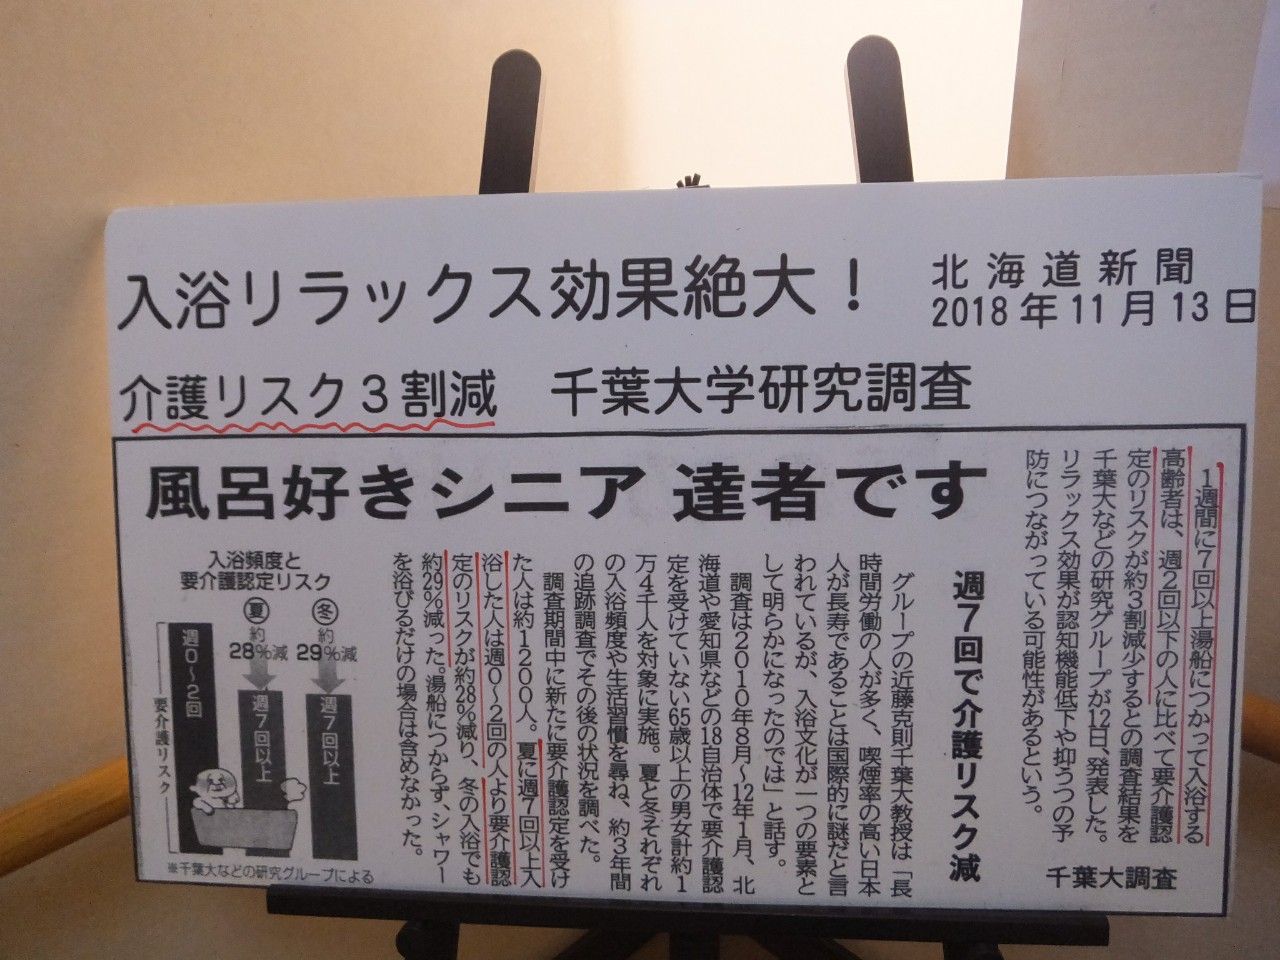 入浴リラックス効果絶大！
北海道新聞
2018年11月13日
介護リスク３割減　千葉大学研究調査
風呂好きシニア 達者です
1週間に7回以上湯船につかって入浴する
高齢者は、週2回以下の人に比べて要介護認
定のリスクが約3割減少するとの調査結果を
千葉大などの研究グループが12日、発表した。
リラックス効果が認知機能低下や抑うつの予
防につながっている可能性があるという。
千葉大調査
週7回で介護リスク減
グループの近藤克則千葉大教授は「長
時間労働の人が多く、喫煙率の高い日本
人が長寿であることは国際的に謎だと言
われているが、入浴文化が一つの要素と
して明らかになったのでは」と話す。
調査は2010年8月〜12年1月、北
海道や愛知県などの18自治体で要介護認
定を受けていない65歳以上の男女計約1
万4千人を対象に実施。夏と冬それぞれ
の入浴頻度や生活習慣を尋ね、約3年間
の追跡調査でその後の状況を調べた。
調査期間中に新たに要介護認定を受け
た人は約1200人。夏に週7回以上入
浴した人は週0〜2回の人より要介護認
定のリスクが約28%減り、冬の入浴でも
約29%減った。湯船につからず、シャワー
を浴びるだけの場合は含めなかった。
入浴頻度と
要介護認定リスク
夏
約
28%減
冬
約
29%減
週0〜2回
週7回以上
週7回以上
要介護リスク
※千葉大などの研究グループによる